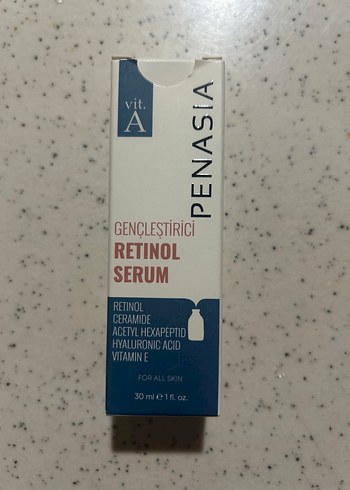 vit.
A
PENASIA
GENÇLEŞTİRİCİ
RETINOL
SERUM
RETINOL
CERAMIDE
ACETYL HEXAPEPTID
HYALURONIC ACID
VITAMIN E
FOR ALL SKIN
30 ml ℮ 1 fl. oz.